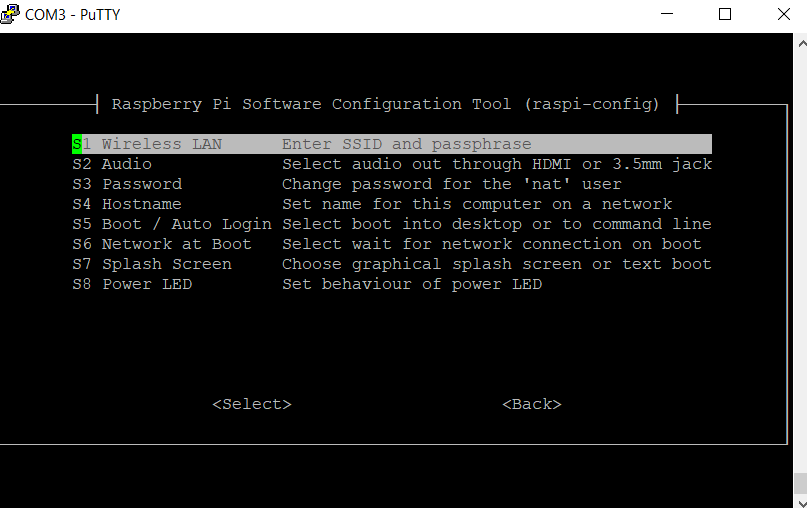 COM3 - PuTTY
Raspberry Pi Software Configuration Tool (raspi-config)
S1 Wireless LAN Enter SSID and passphrase
S2 Audio Select audio out through HDMI or 3.5mm jack
S3 Password Change password for the 'nat' user
S4 Hostname Set name for this computer on a network
S5 Boot / Auto Login Select boot into desktop or to command line
S6 Network at Boot Select wait for network connection on boot
S7 Splash Screen Choose graphical splash screen or text boot
S8 Power LED Set behaviour of power LED
<Select> <Back>